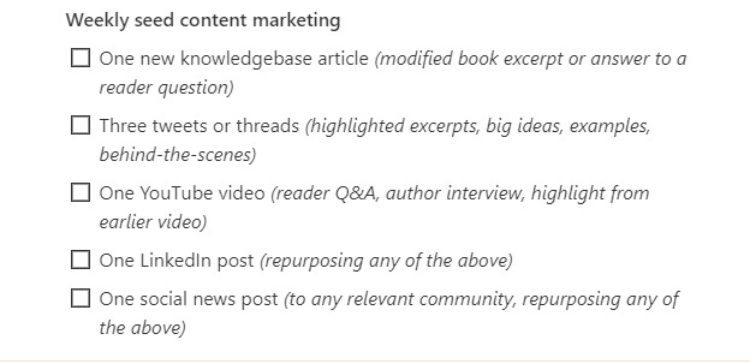 Weekly seed content marketing
One new knowledgebase article (modified book excerpt or answer to a
reader question)
Three tweets or threads (highlighted excerpts, big ideas, examples,
behind-the-scenes)
One YouTube video (reader Q&A, author interview, highlight from
earlier video)
One LinkedIn post (repurposing any of the above)
One social news post (to any relevant community, repurposing any of
the above)